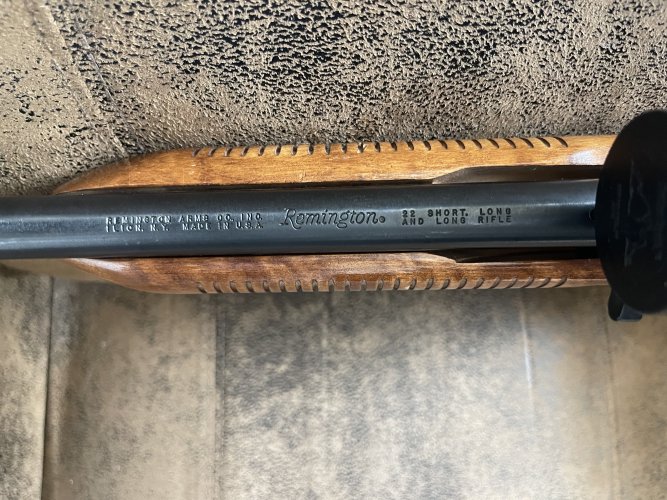 REMINGTON ARMS CO. INC.
ILION, N.Y. MADE IN U.S.A.
Remington®
22 SHORT, LONG
AND LONG RIFLE